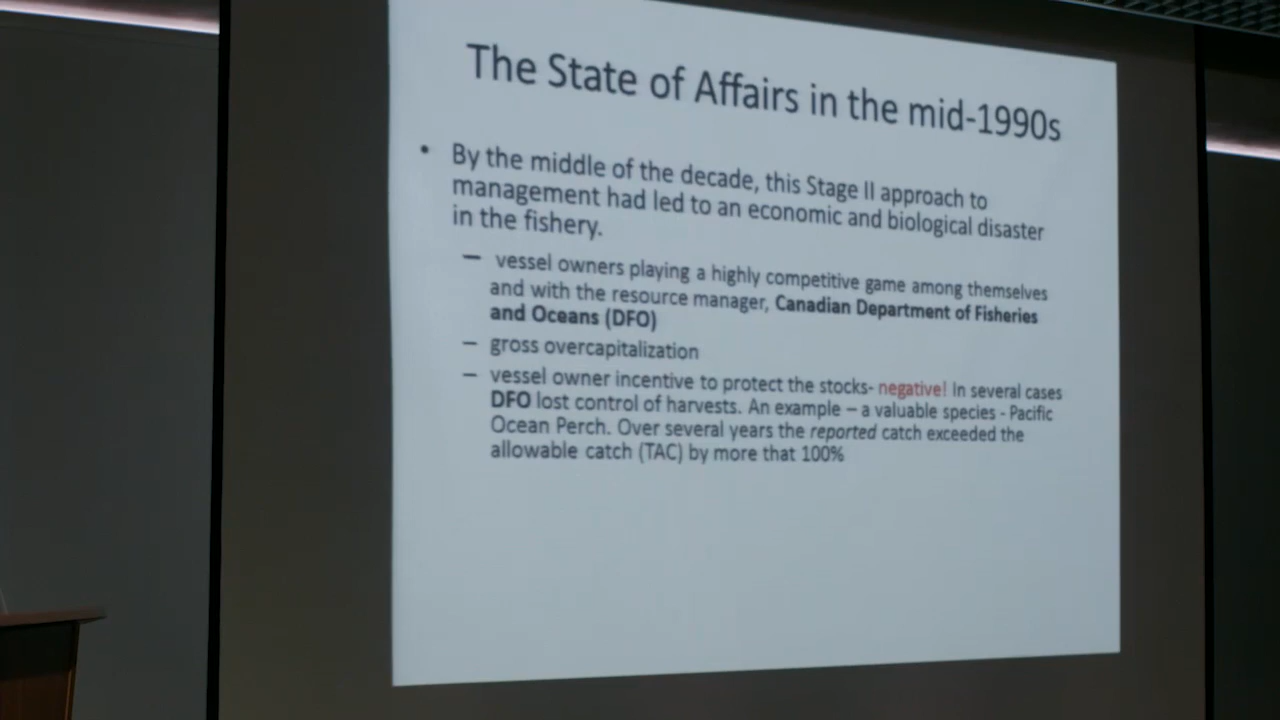 The State of Affairs in the mid-1990s
• By the middle of the decade, this Stage II approach to
management had led to an economic and biological disaster
in the fishery.
– vessel owners playing a highly competitive game among themselves
and with the resource manager, Canadian Department of Fisheries
and Oceans (DFO)
– gross overcapitalization
– vessel owner incentive to protect the stocks- negative! In several cases
DFO lost control of harvests. An example – a valuable species - Pacific
Ocean Perch. Over several years the reported catch exceeded the
allowable catch (TAC) by more that 100%